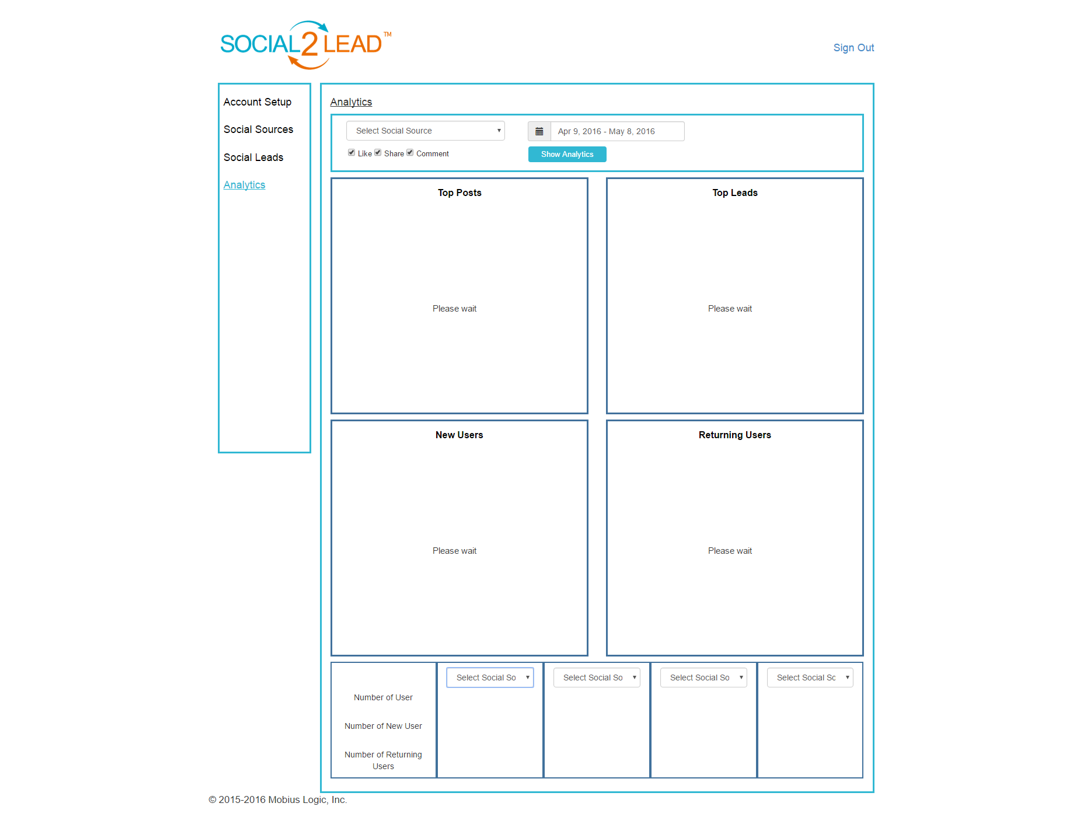 SOCIAL2LEAD™
Sign Out
Account Setup
Social Sources
Social Leads
Analytics
Analytics
Select Social Source
Apr 9, 2016 - May 8, 2016
Like Share Comment
Show Analytics
Top Posts
Top Leads
Please wait
Please wait
New Users
Returning Users
Please wait
Please wait
Select Social So
Select Social So
Select Social So
Select Social Sc
Number of User
Number of New User
Number of Returning
Users
© 2015-2016 Mobius Logic, Inc.